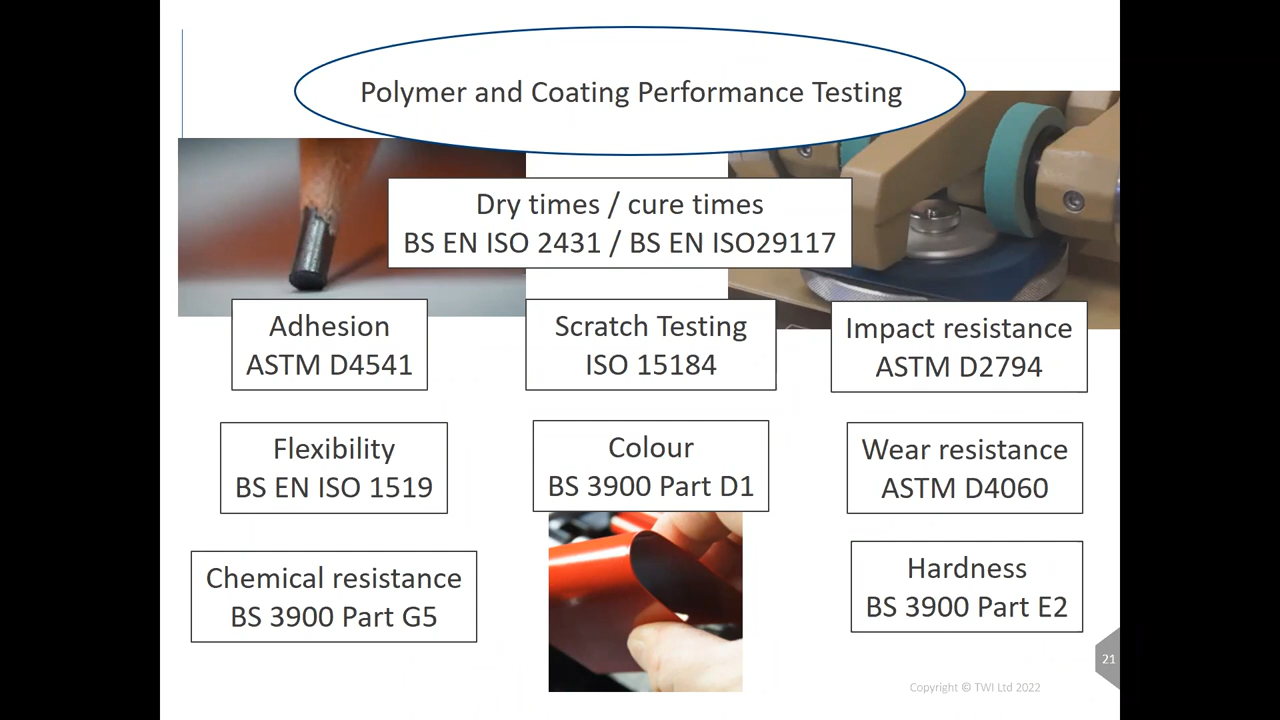 Polymer and Coating Performance Testing
Dry times / cure times
BS EN ISO 2431 / BS EN ISO29117
Adhesion
ASTM D4541
Scratch Testing
ISO 15184
Impact resistance
ASTM D2794
Flexibility
BS EN ISO 1519
Colour
BS 3900 Part D1
Wear resistance
ASTM D4060
Chemical resistance
BS 3900 Part G5
Hardness
BS 3900 Part E2
21
Copyright © TWI Ltd 2022